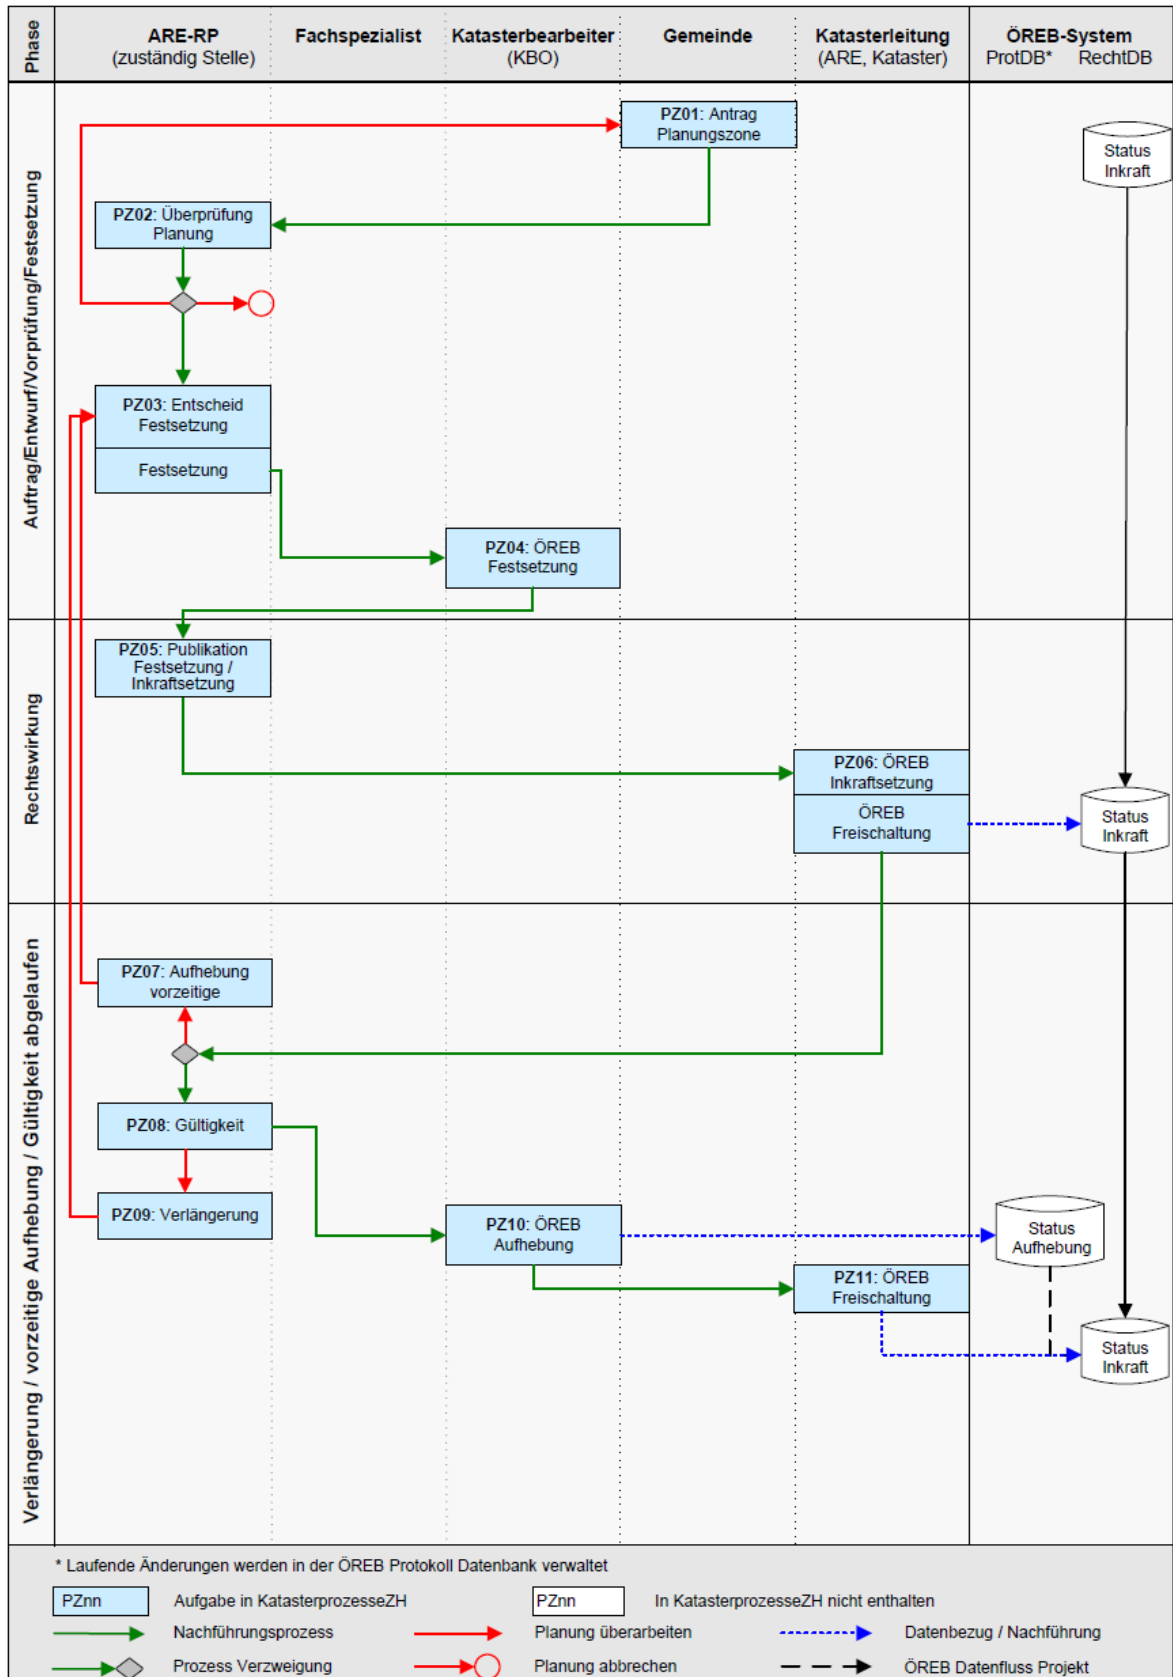 Phase
ARE-RP
(zuständig Stelle)
Fachspezialist
Katasterbearbeiter
(KBO)
Gemeinde
Katasterleitung
(ARE, Kataster)
ÖREB-System
ProtDB* RechtDB
Auftrag/Entwurf/Vorprüfung/Festsetzung
PZ01: Antrag
Planungszone
Status
Inkraft
PZ02: Überprüfung
Planung
PZ03: Entscheid
Festsetzung
Festsetzung
PZ04: ÖREB
Festsetzung
Rechtswirkung
PZ05: Publikation
Festsetzung /
Inkraftsetzung
PZ06: ÖREB
Inkraftsetzung
ÖREB
Freischaltung
Status
Inkraft
Verlängerung / vorzeitige Aufhebung / Gültigkeit abgelaufen
PZ07: Aufhebung
vorzeitige
PZ08: Gültigkeit
PZ09: Verlängerung
PZ10: ÖREB
Aufhebung
Status
Aufhebung
PZ11: ÖREB
Freischaltung
Status
Inkraft
* Laufende Änderungen werden in der ÖREB Protokoll Datenbank verwaltet
PZnn Aufgabe in KatasterprozesseZH
PZnn In KatasterprozesseZH nicht enthalten
Nachführungsprozess
Planung überarbeiten
Datenbezug / Nachführung
Prozess Verzweigung
Planung abbrechen
ÖREB Datenfluss Projekt